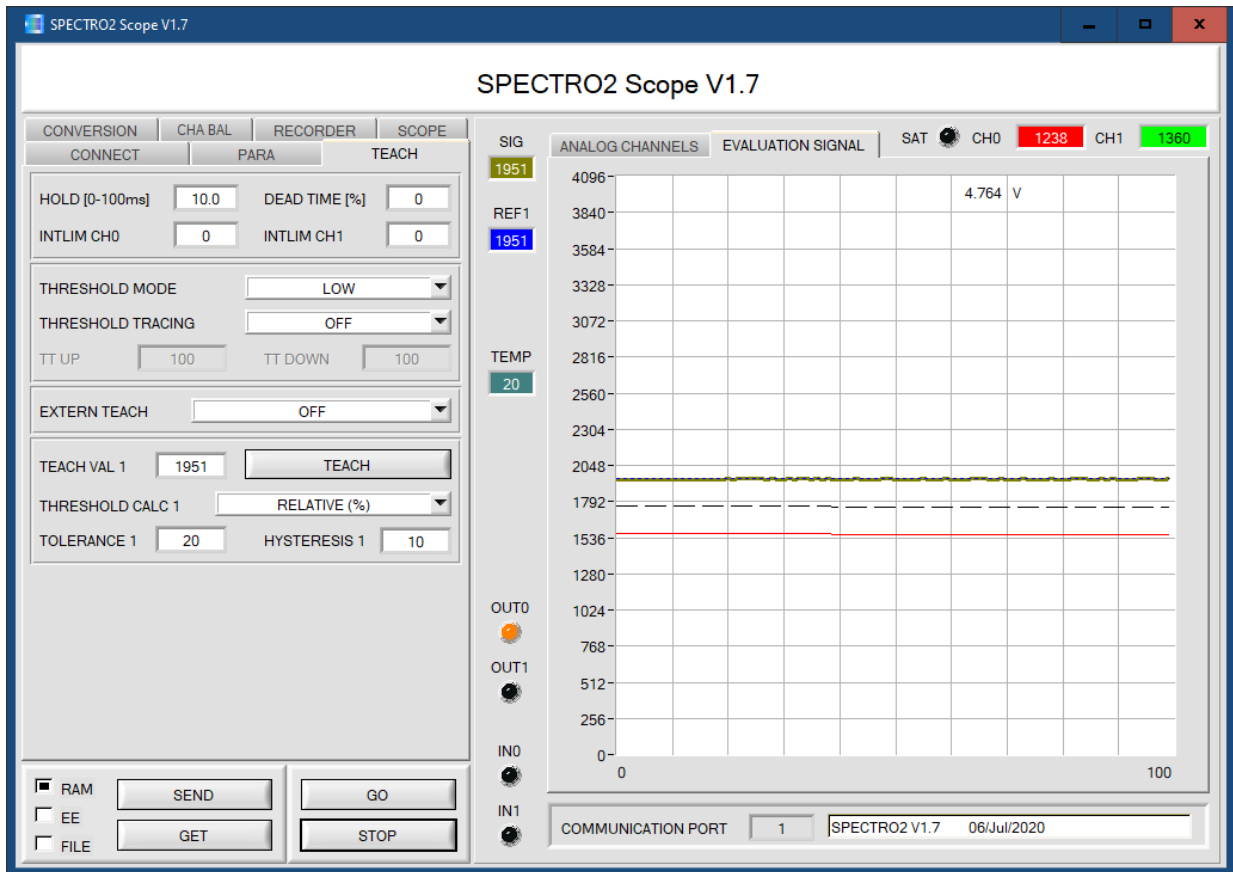 SPECTRO2 Scope V1.7
SPECTRO2 Scope V1.7
CONVERSION CHA BAL RECORDER SCOPE
CONNECT PARA TEACH
HOLD [0-100ms] 10.0 DEAD TIME [%] 0
INTLIM CH0 0 INTLIM CH1 0
THRESHOLD MODE LOW
THRESHOLD TRACING OFF
TT UP 100 TT DOWN 100
EXTERN TEACH OFF
TEACH VAL 1 1951 TEACH
THRESHOLD CALC 1 RELATIVE (%)
TOLERANCE 1 20 HYSTERESIS 1 10
RAM
EE
FILE
SEND GO
GET STOP
SIG
1951
REF1
1951
TEMP
20
OUT0
OUT1
IN0
IN1
ANALOG CHANNELS EVALUATION SIGNAL SAT CH0 1238 CH1 1360
4.764 V
4096
3840
3584
3328
3072
2816
2560
2304
2048
1792
1536
1280
1024
768
512
256
0
0 100
COMMUNICATION PORT 1 SPECTRO2 V1.7 06/Jul/2020